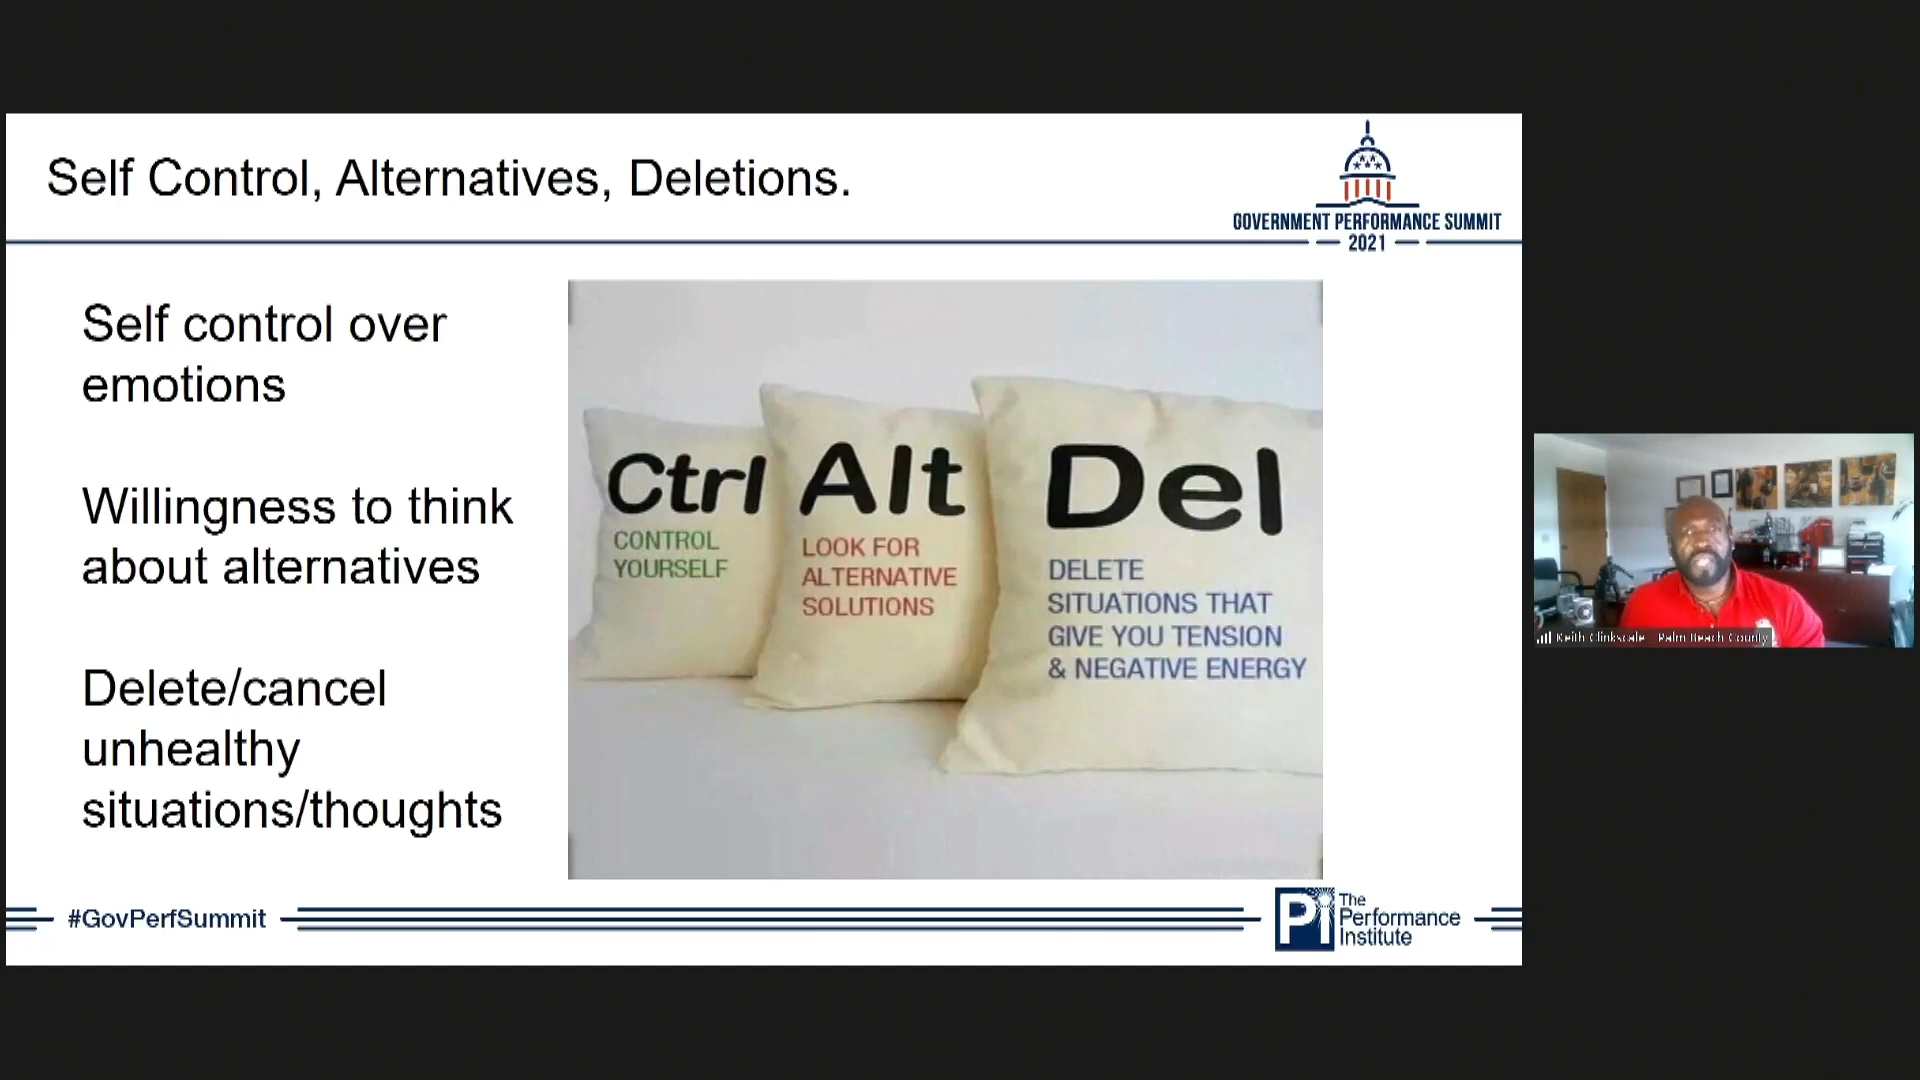 Self Control, Alternatives, Deletions.
GOVERNMENT PERFORMANCE SUMMIT
2021
Self control over
emotions
Willingness to think
about alternatives
Delete/cancel
unhealthy
situations/thoughts
Ctrl
CONTROL
YOURSELF
Alt
LOOK FOR
ALTERNATIVE
SOLUTIONS
Del
DELETE
SITUATIONS THAT
GIVE YOU TENSION
& NEGATIVE ENERGY
Keith Clinkscale Palm Beach County
#GovPerfSummit
PI
The
Performance
Institute